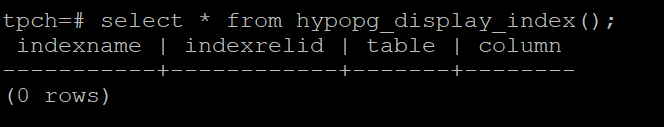 tpch=# select * from hypopg_display_index();
 indexname | indexrelid | table | column
-----------+------------+-------+--------
(0 rows)